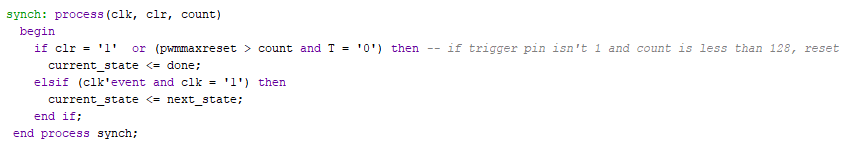 synch: process(clk, clr, count)
begin
if clr = '1'  or (pwmmaxreset > count and T = '0') then -- if trigger pin isn't 1 and count is less than 128, reset
current_state <= done;
elsif (clk'event and clk = '1') then
current_state <= next_state;
end if;
end process synch;